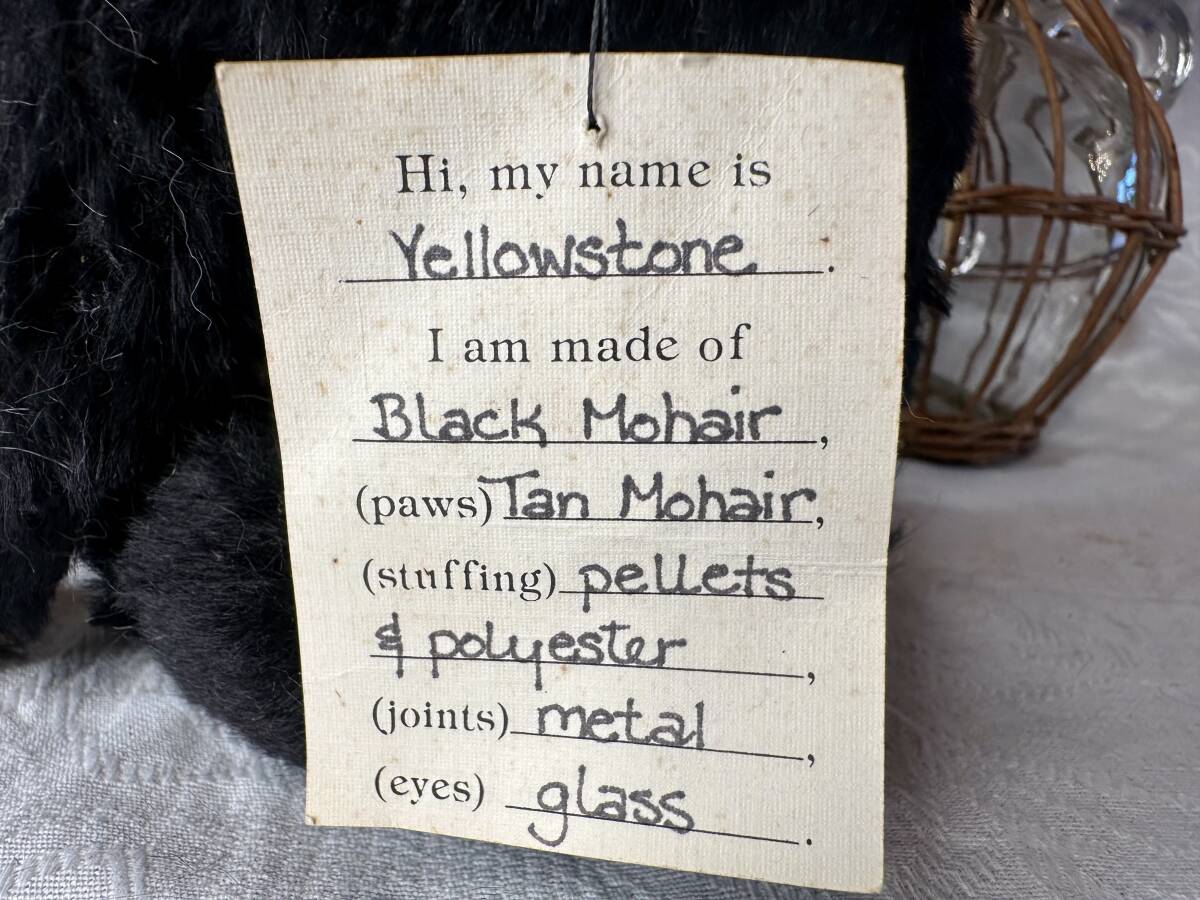 Hi, my name is
Yellowstone.
I am made of
Black Mohair,
(paws) Tan Mohair,
(stuffing) pellets
& polyester,
(joints) metal,
(eyes) glass.